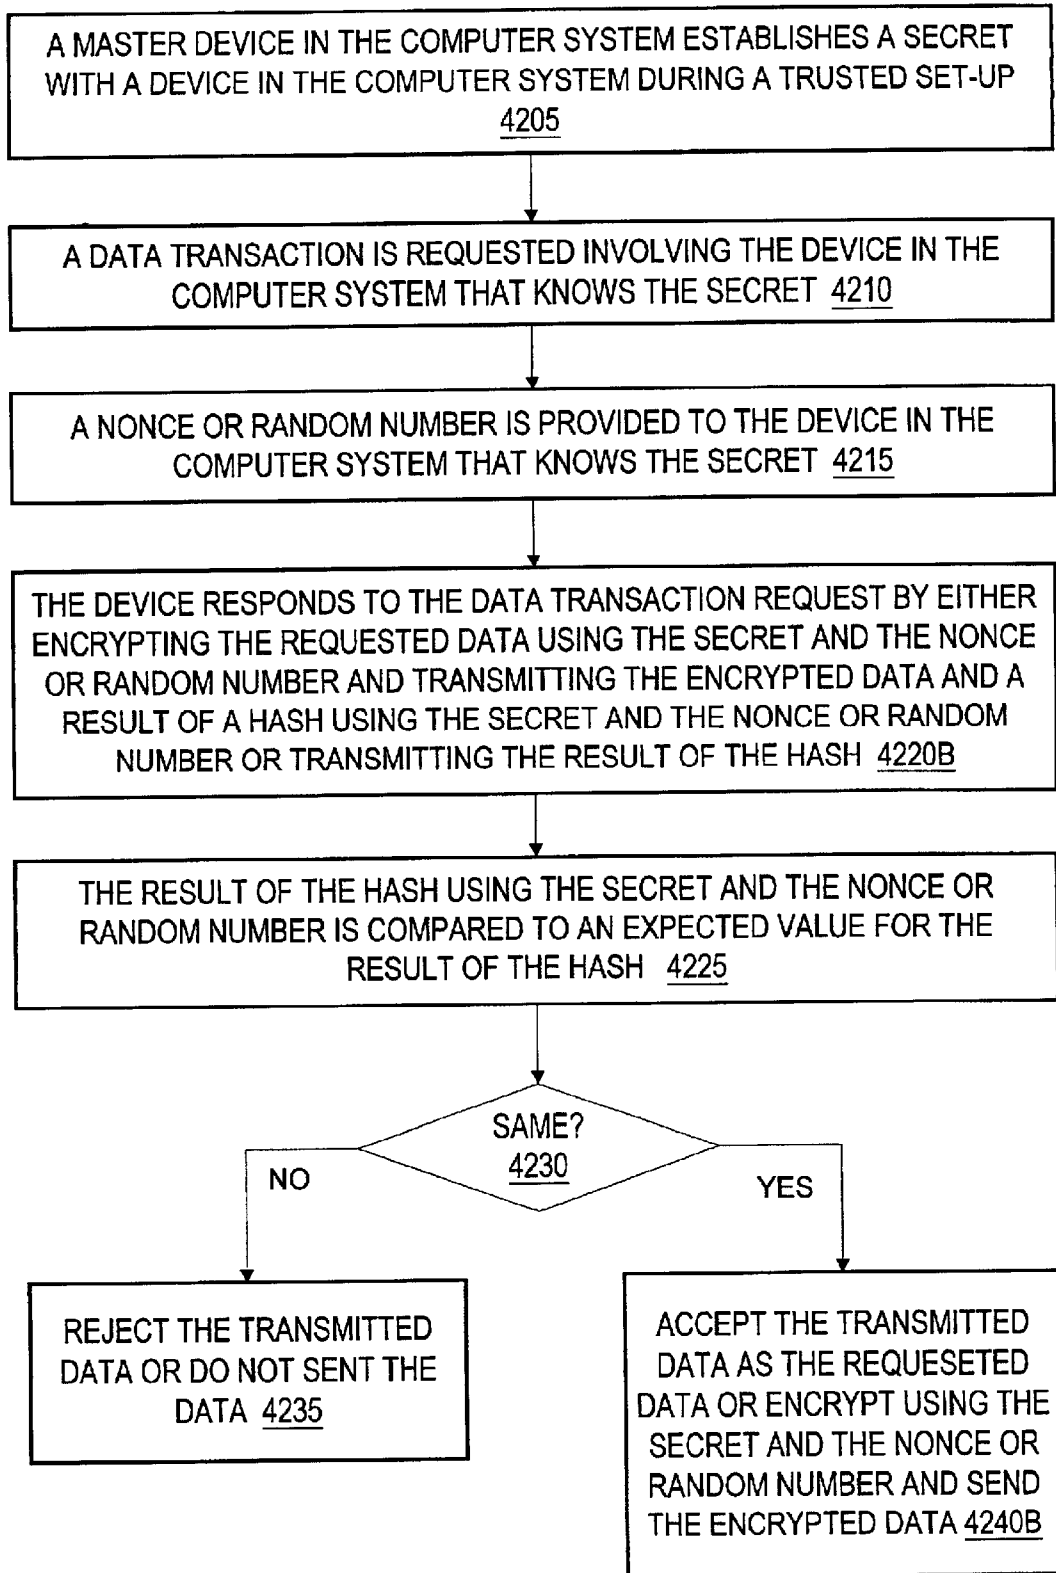 A MASTER DEVICE IN THE COMPUTER SYSTEM ESTABLISHES A SECRET
WITH A DEVICE IN THE COMPUTER SYSTEM DURING A TRUSTED SET-UP
4205
A DATA TRANSACTION IS REQUESTED INVOLVING THE DEVICE IN THE
COMPUTER SYSTEM THAT KNOWS THE SECRET 4210
A NONCE OR RANDOM NUMBER IS PROVIDED TO THE DEVICE IN THE
COMPUTER SYSTEM THAT KNOWS THE SECRET 4215
THE DEVICE RESPONDS TO THE DATA TRANSACTION REQUEST BY EITHER
ENCRYPTING THE REQUESTED DATA USING THE SECRET AND THE NONCE
OR RANDOM NUMBER AND TRANSMITTING THE ENCRYPTED DATA AND A
RESULT OF A HASH USING THE SECRET AND THE NONCE OR RANDOM
NUMBER OR TRANSMITTING THE RESULT OF THE HASH 4220B
THE RESULT OF THE HASH USING THE SECRET AND THE NONCE OR
RANDOM NUMBER IS COMPARED TO AN EXPECTED VALUE FOR THE
RESULT OF THE HASH 4225
SAME?
4230
NO
YES
REJECT THE TRANSMITTED
DATA OR DO NOT SENT THE
DATA 4235
ACCEPT THE TRANSMITTED
DATA AS THE REQUESETED
DATA OR ENCRYPT USING THE
SECRET AND THE NONCE OR
RANDOM NUMBER AND SEND
THE ENCRYPTED DATA 4240B